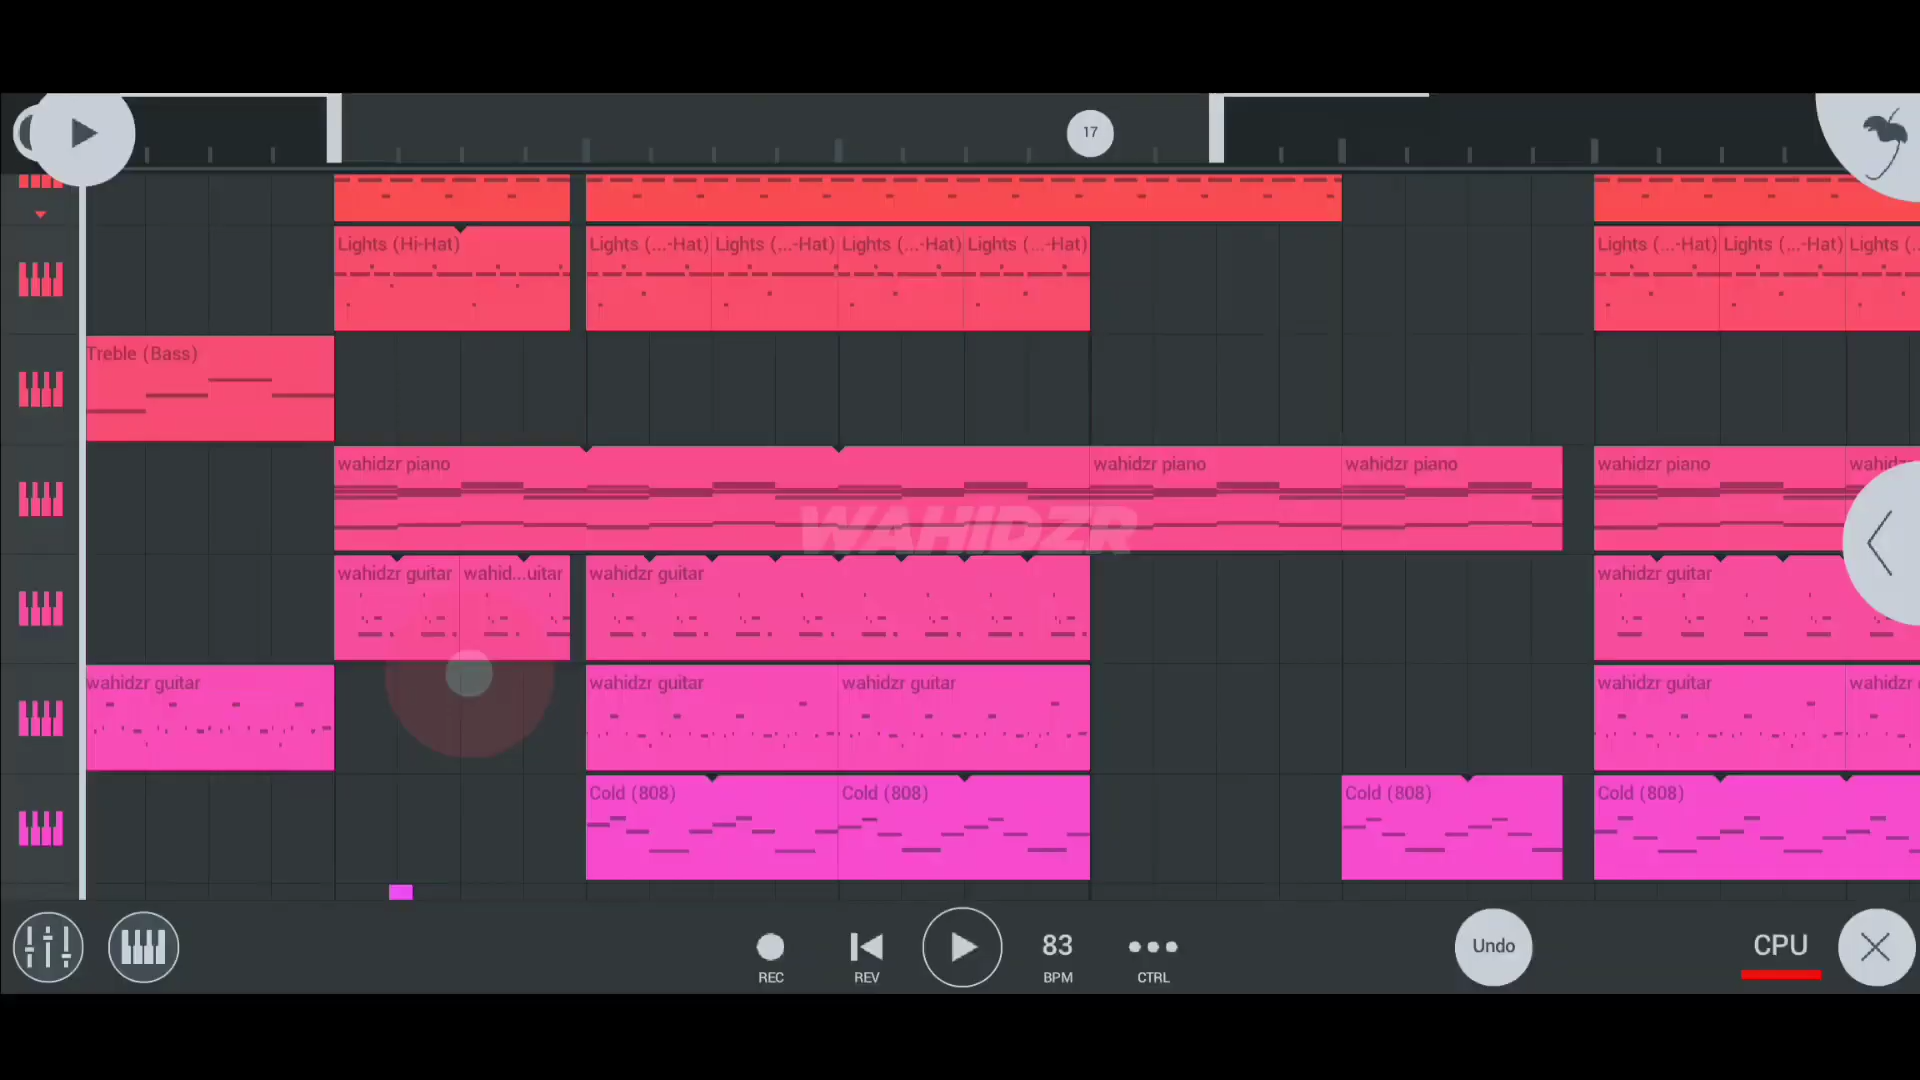 17
Lights (Hi-Hat)
Lights (...-Hat) Lights (...-Hat) Lights (...-Hat) Lights (...-Hat)
Lights (...-Hat) Lights (...-Hat) Lights (...
Treble (Bass)
wahidzr piano
wahidzr piano
wahidzr piano
wahidzr piano
wahidz
WAHIDZR
wahidzr guitar
wahid...uitar
wahidzr guitar
wahidzr guitar
wahidzr guitar
wahidzr guitar
wahidzr guitar
wahidzr guitar
wahidzr
Cold (808)
Cold (808)
Cold (808)
Cold (808)
REC
REV
83
BPM
CTRL
Undo
CPU